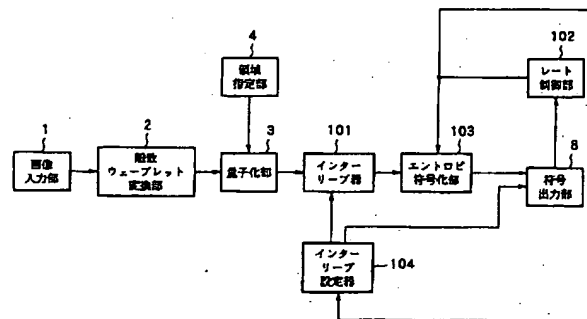 4
領域
指定部
102
レート
制御部
1
画像
入力部
2
離散
ウェーブレット
変換部
3
量子化部
101
インター
リーブ器
103
エントロピ
符号化部
8
符号
出力部
インター
リーブ
設定器
104